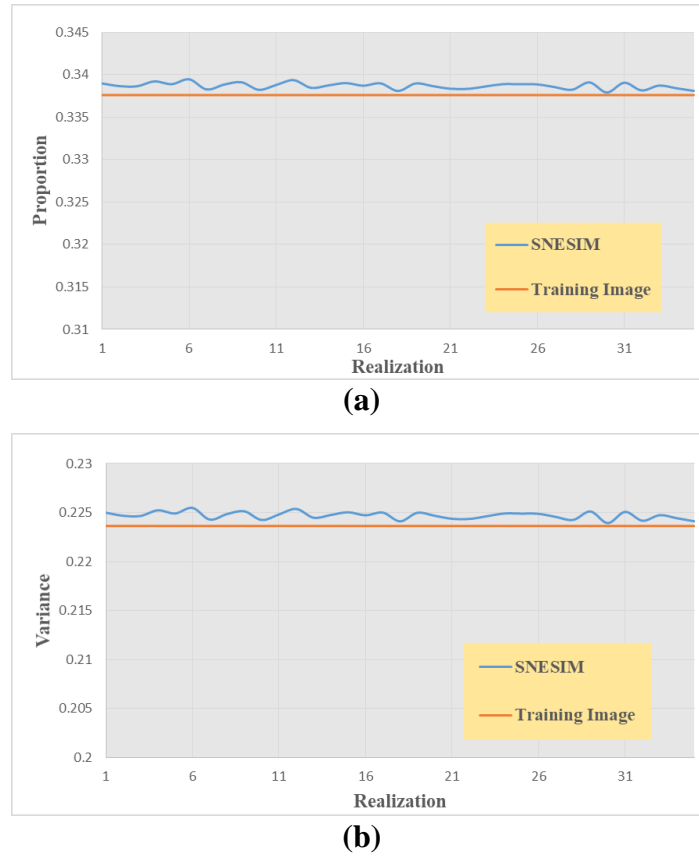 0.345
0.34
0.335
0.33
0.325
0.32
0.315
0.31
Proportion
SNESIM
Training Image
1 6 11 16 21 26 31
Realization
(a)
0.23
0.225
0.22
0.215
0.21
0.205
0.2
Variance
SNESIM
Training Image
1 6 11 16 21 26 31
Realization
(b)